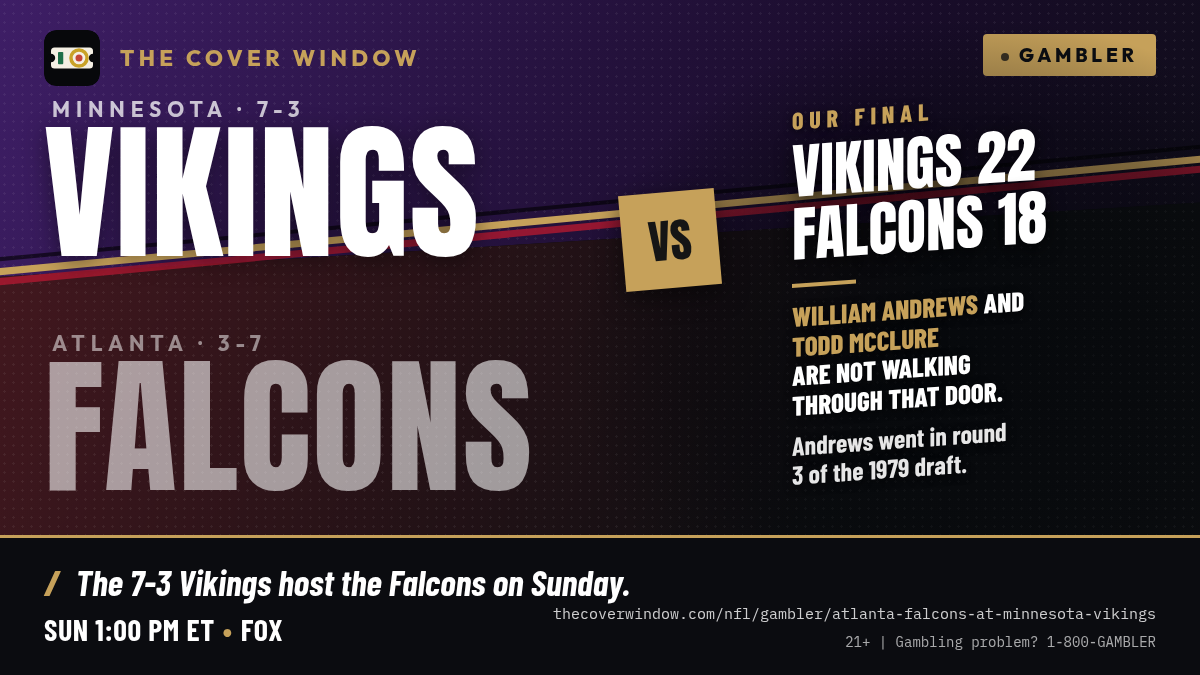 THE COVER WINDOW
• GAMBLER
MINNESOTA · 7-3
VIKINGS
VS
ATLANTA · 3-7
FALCONS
OUR FINAL
VIKINGS 22
FALCONS 18
WILLIAM ANDREWS AND
TODD MCCLURE
ARE NOT WALKING
THROUGH THAT DOOR.
Andrews went in round
3 of the 1979 draft.
/ The 7-3 Vikings host the Falcons on Sunday.
SUN 1:00 PM ET • FOX
thecoverwindow.com/nfl/gambler/atlanta-falcons-at-minnesota-vikings
21+ | Gambling problem? 1-800-GAMBLER